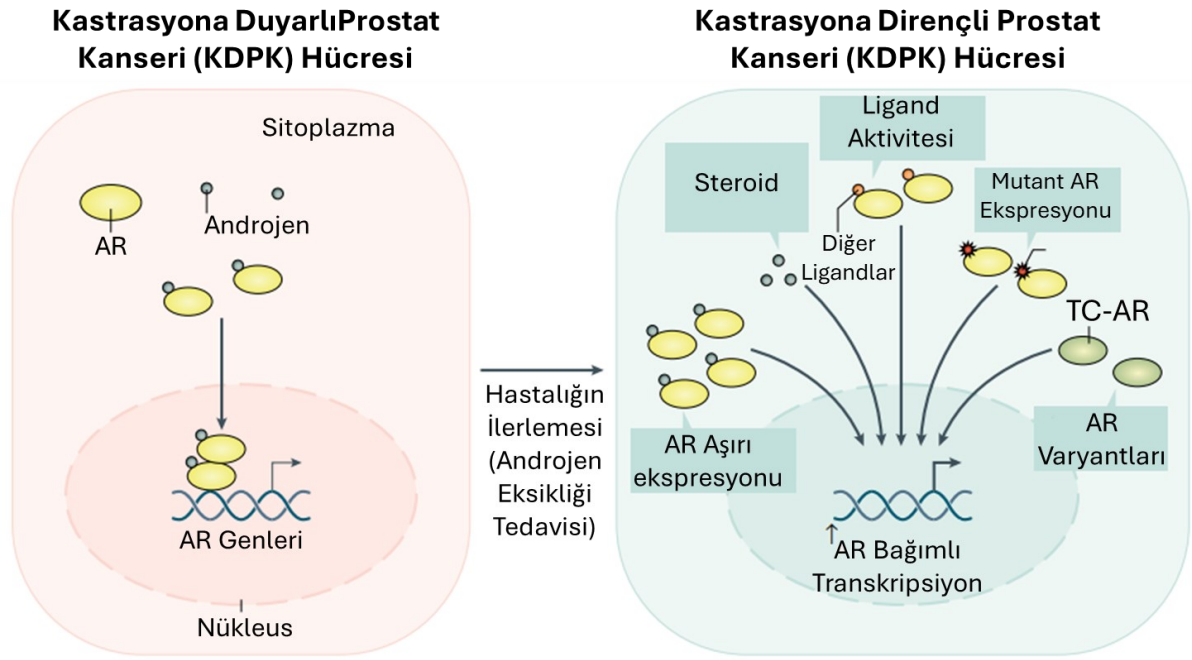 Kastrasyona DuyarlıProstat
Kanseri (KDPK) Hücresi
Sitoplazma
AR
Androjen
AR Genleri
Nükleus
Hastalığın
İlerlemesi
(Androjen
Eksikliği
Tedavisi)
Kastrasyona Dirençli Prostat
Kanseri (KDPK) Hücresi
Ligand
Aktivitesi
Steroid
Mutant AR
Ekspresyonu
Diğer
Ligandlar
TC-AR
AR Aşırı
ekspresyonu
AR
Varyantları
↑AR Bağımlı
Transkripsiyon